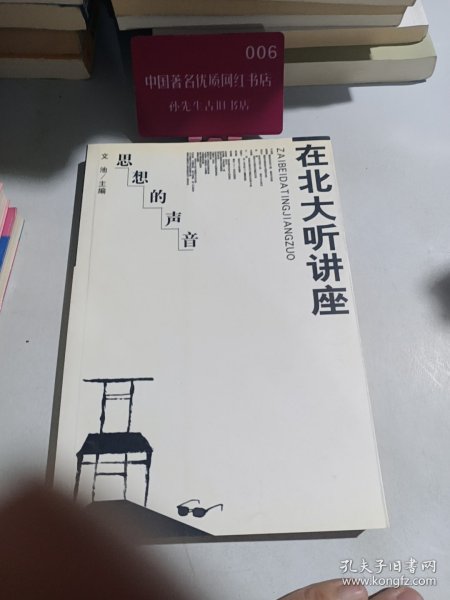 006
中国著名优质网红书店
孙先生古旧书店
在北大听讲座
ZAIBEIDATINGJIANGZUO
思想的声音
文池/主编
孔夫子旧书网
www.kongfz.com